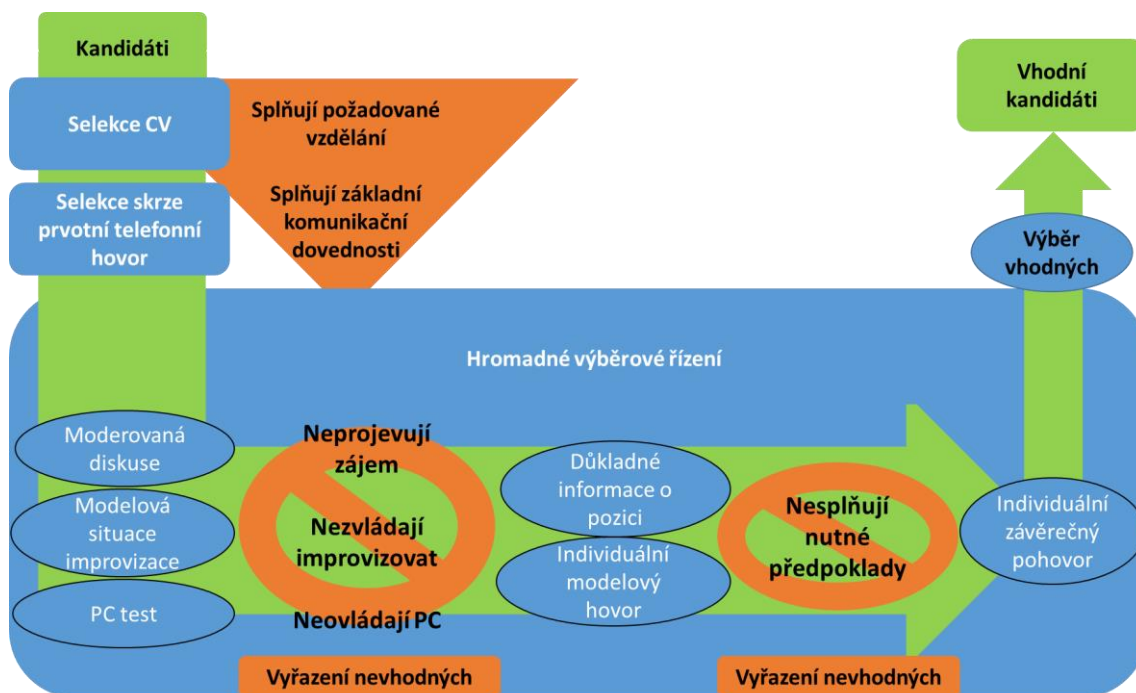 Kandidáti
Selekce CV
Splňují požadované
vzdělání
Selekce skrze
prvotní telefonní
hovor
Splňují základní
komunikační
dovednosti
Vhodní
kandidáti
Výběr
vhodných
Hromadné výběrové řízení
Moderovaná
diskuse
Modelová
situace
improvizace
PC test
Neprojevují
zájem
Nezvládají
improvizovat
Neovládají PC
Vyřazení nevhodných
Důkladné
informace o
pozici
Individuální
modelový
hovor
Nesplňují
nutné
předpoklady
Vyřazení nevhodných
Individuální
závěrečný
pohovor